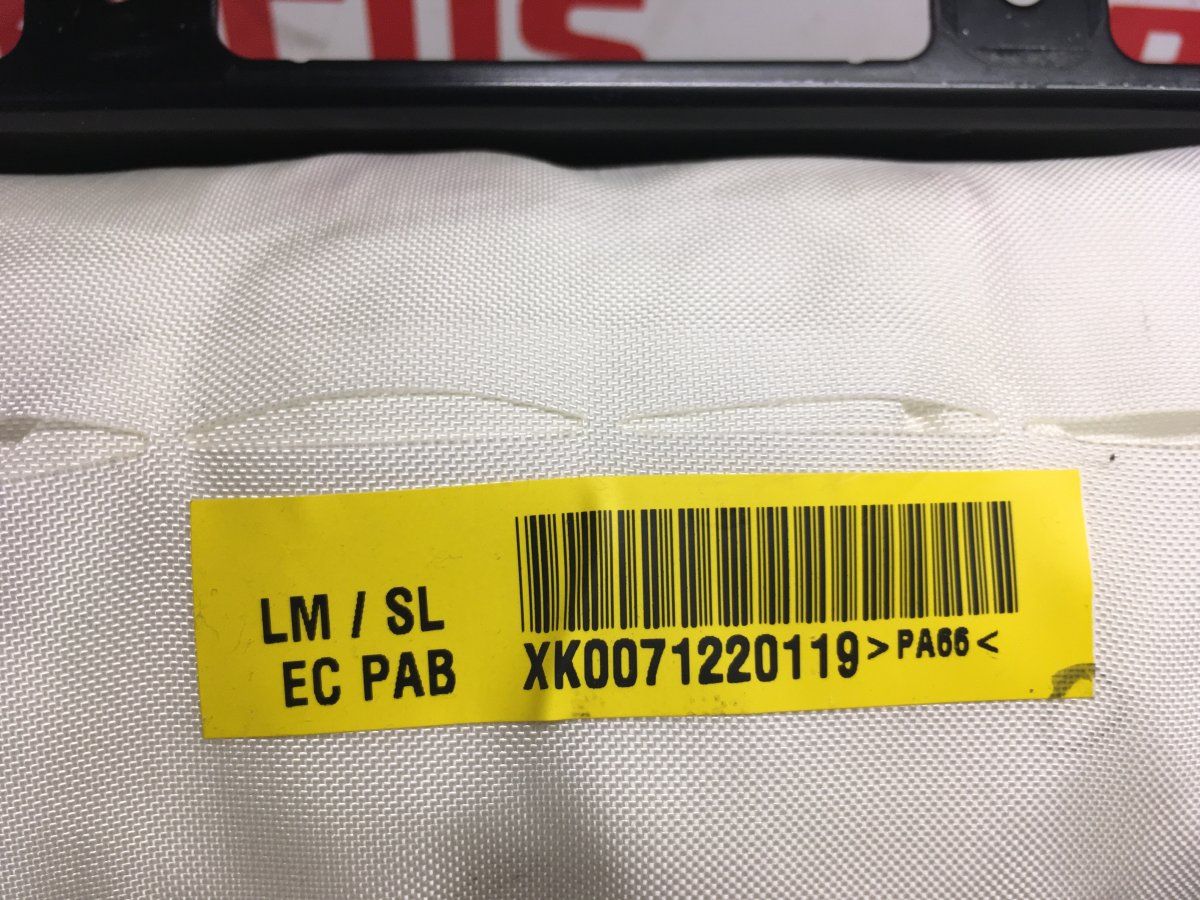 LM / SL
EC PAB
XK0071220119 >PA66<